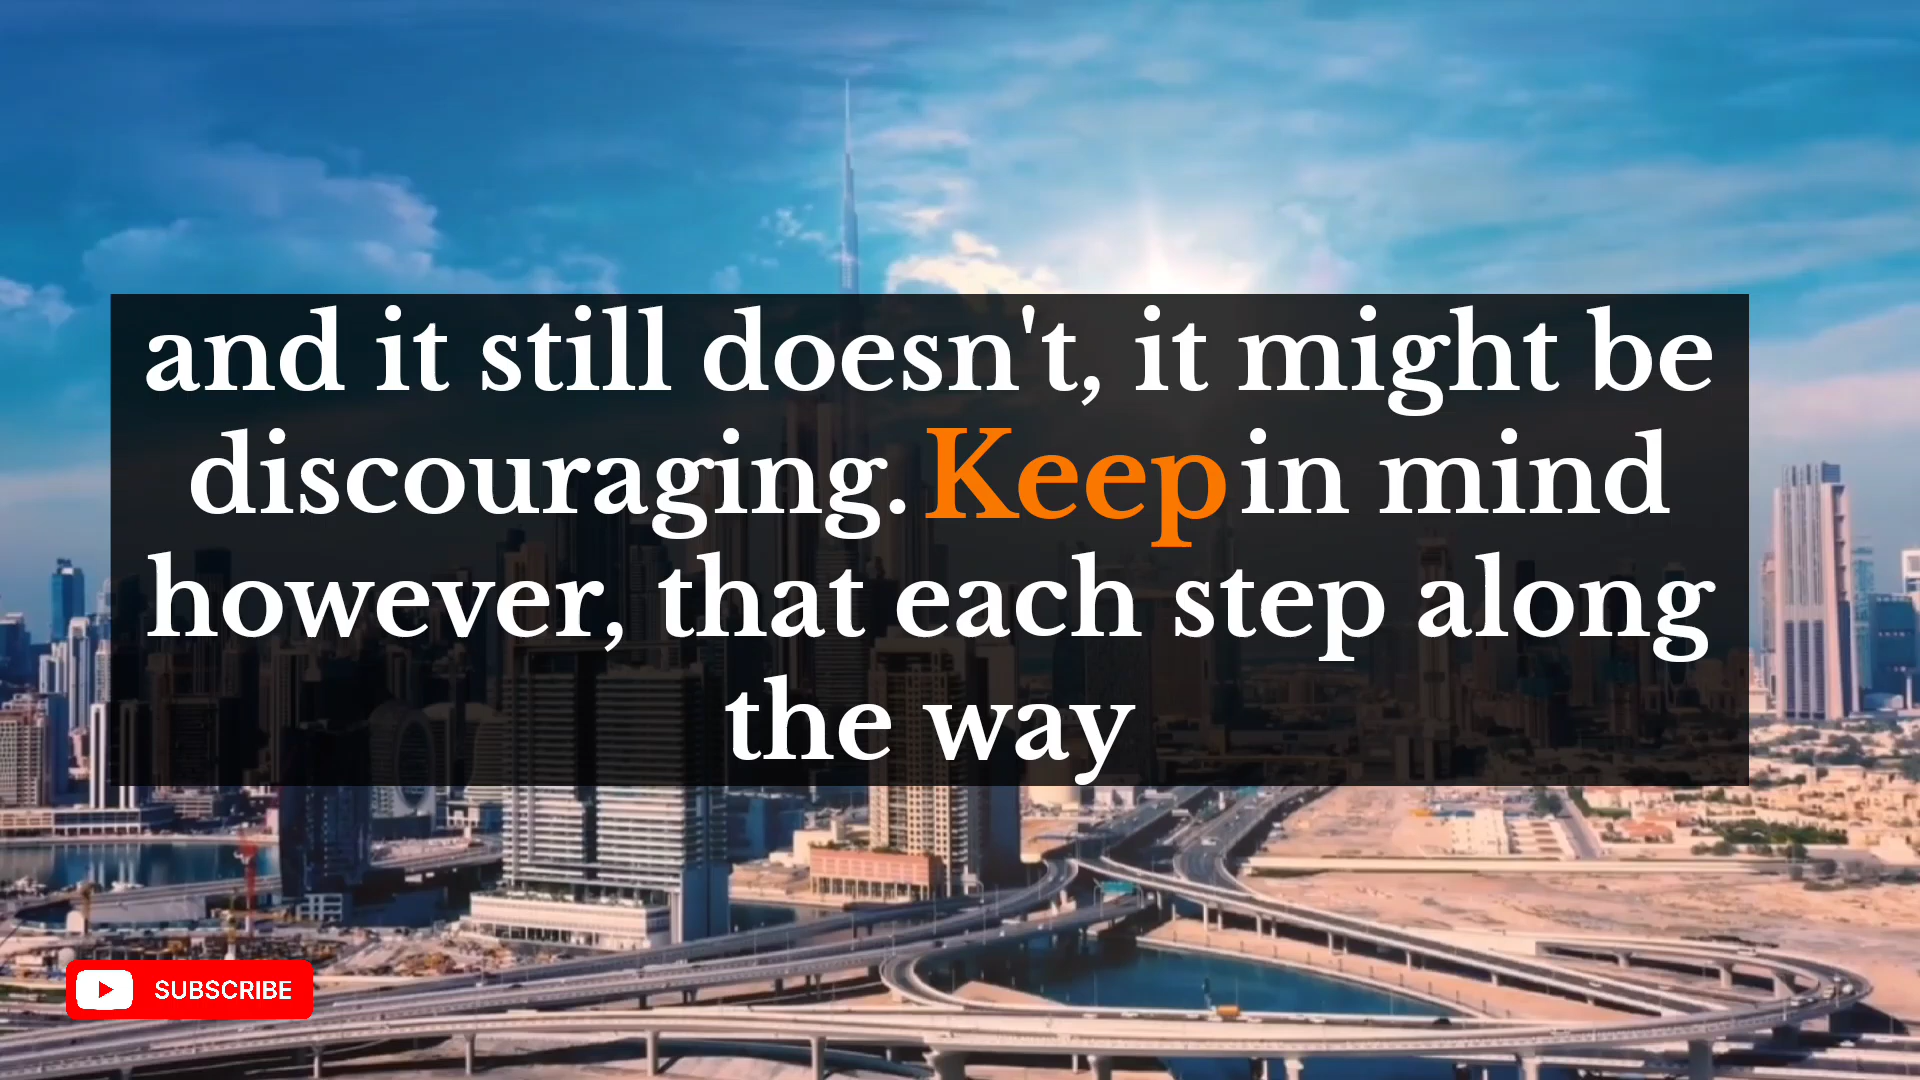 and it still doesn't, it might be
discouraging. Keep in mind
however, that each step along
the way
SUBSCRIBE